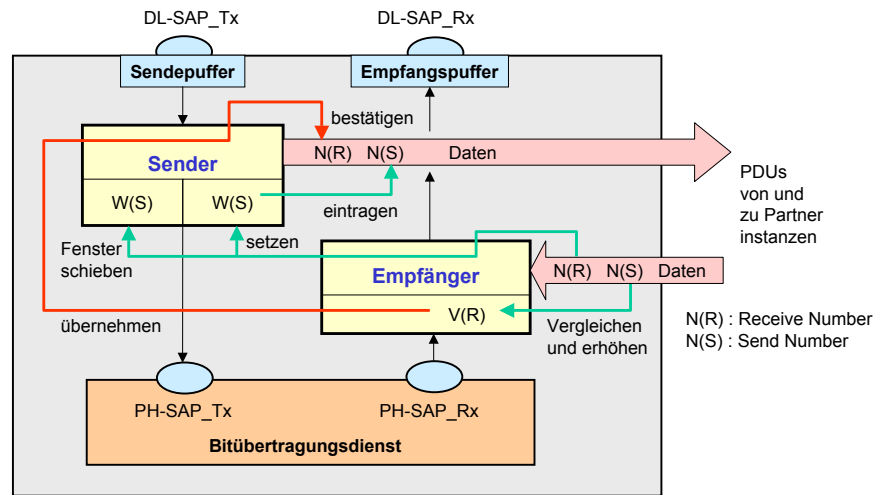 DL-SAP_Tx
DL-SAP_Rx
Sendepuffer
Empfangspuffer
bestätigen
Sender
N(R) N(S) Daten
W(S)
W(S)
eintragen
PDUs
von und
zu Partner
instanzen
Fenster
schieben
setzen
Empfänger
N(R) N(S) Daten
V(R)
übernehmen
Vergleichen
und erhöhen
N(R) : Receive Number
N(S) : Send Number
PH-SAP_Tx
PH-SAP_Rx
Bitübertragungsdienst